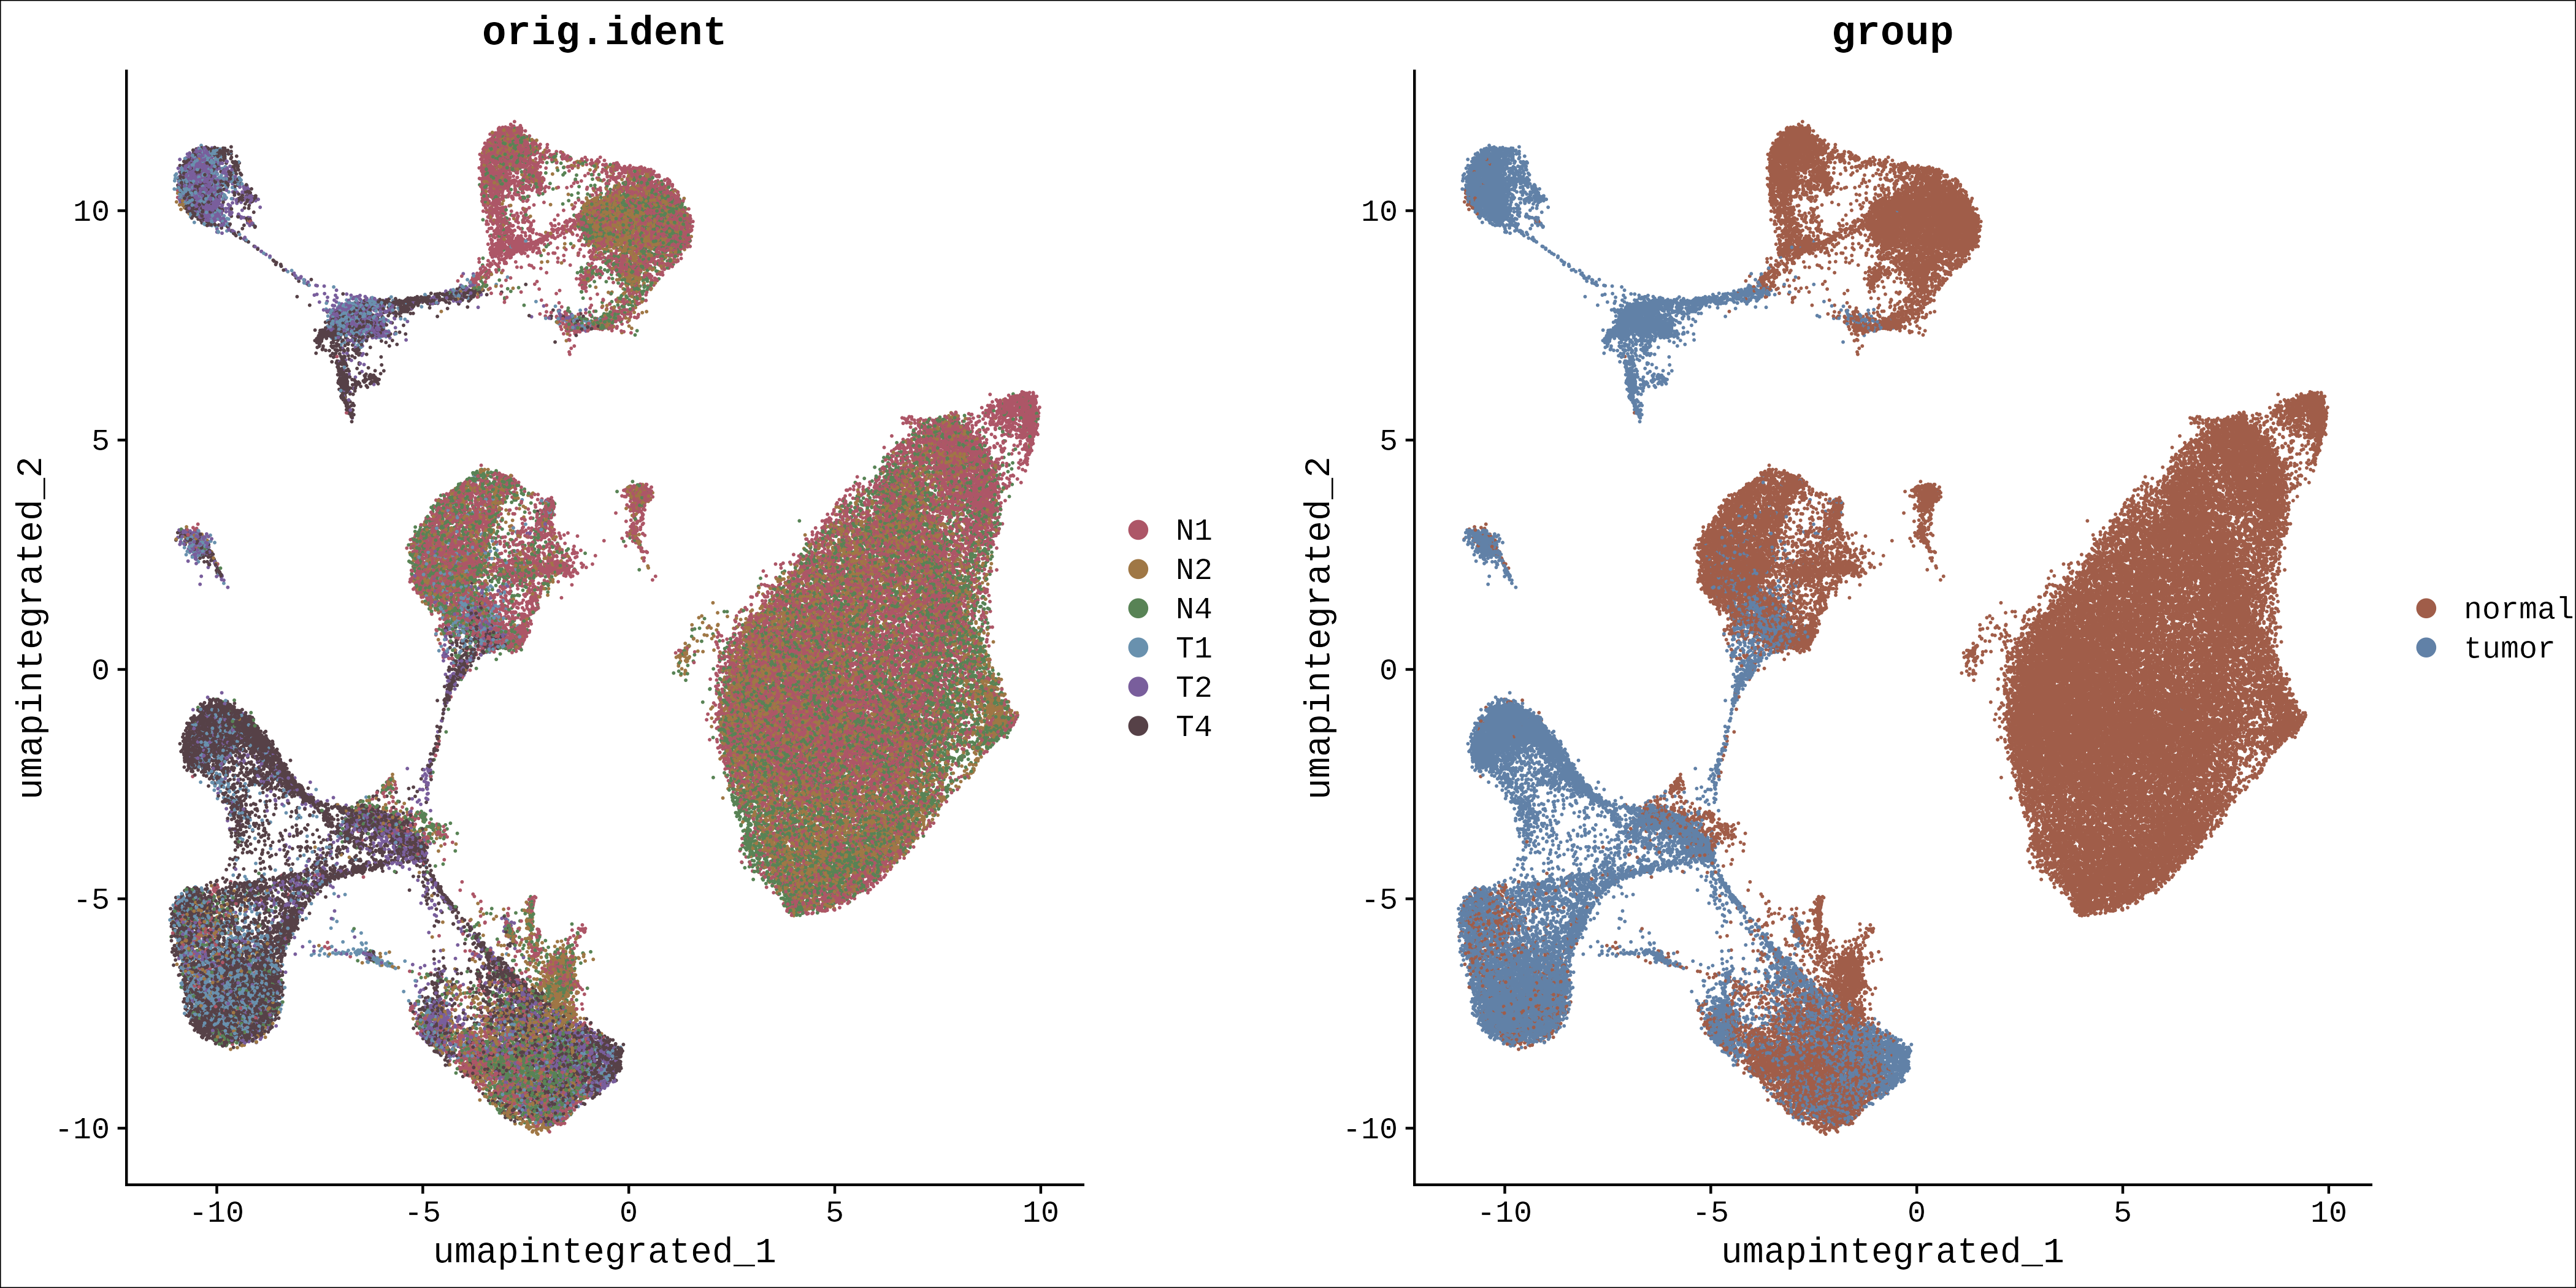 orig.ident
umapintegrated_2
10
5
0
-5
-10
-10
-5
0
5
10
umapintegrated_1
N1
N2
N4
T1
T2
T4
group
umapintegrated_2
10
5
0
-5
-10
-10
-5
0
5
10
umapintegrated_1
normal
tumor